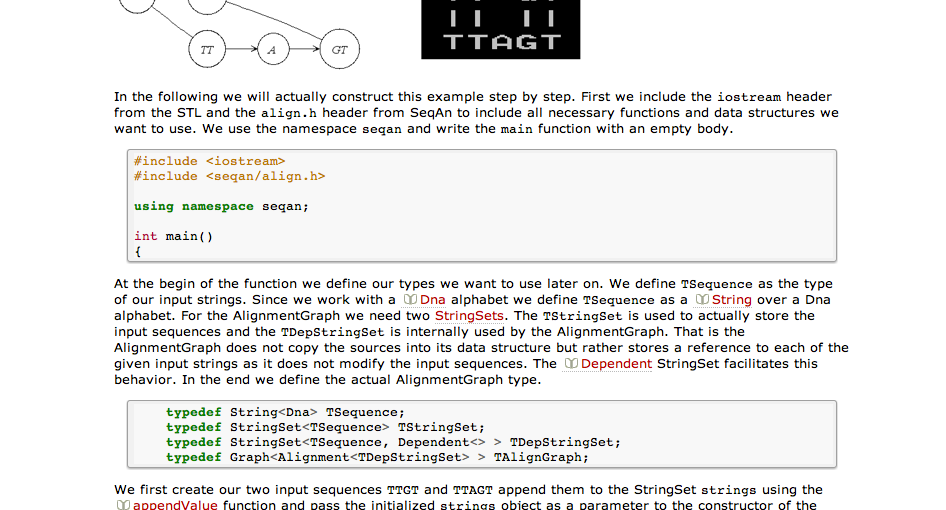 TT
A
GT
TTAGT
In the following we will actually construct this example step by step. First we include the iostream header
from the STL and the align.h header from SeqAn to include all necessary functions and data structures we
want to use. We use the namespace seqan and write the main function with an empty body.
#include <iostream>
#include <seqan/align.h>
using namespace seqan;
int main()
{
At the begin of the function we define our types we want to use later on. We define TSequence as the type
of our input strings. Since we work with a Dna alphabet we define TSequence as a String over a Dna
alphabet. For the AlignmentGraph we need two StringSets. The TStringSet is used to actually store the
input sequences and the TDepStringSet is internally used by the AlignmentGraph. That is the
AlignmentGraph does not copy the sources into its data structure but rather stores a reference to each of the
given input strings as it does not modify the input sequences. The Dependent StringSet facilitates this
behavior. In the end we define the actual AlignmentGraph type.
typedef String<Dna> TSequence;
typedef StringSet<TSequence> TStringSet;
typedef StringSet<TSequence, Dependent<> > TDepStringSet;
typedef Graph<Alignment<TDepStringSet> > TAlignGraph;
We first create our two input sequences TTGT and TTAGT append them to the StringSet strings using the
appendValue function and pass the initialized strings object as a parameter to the constructor of the